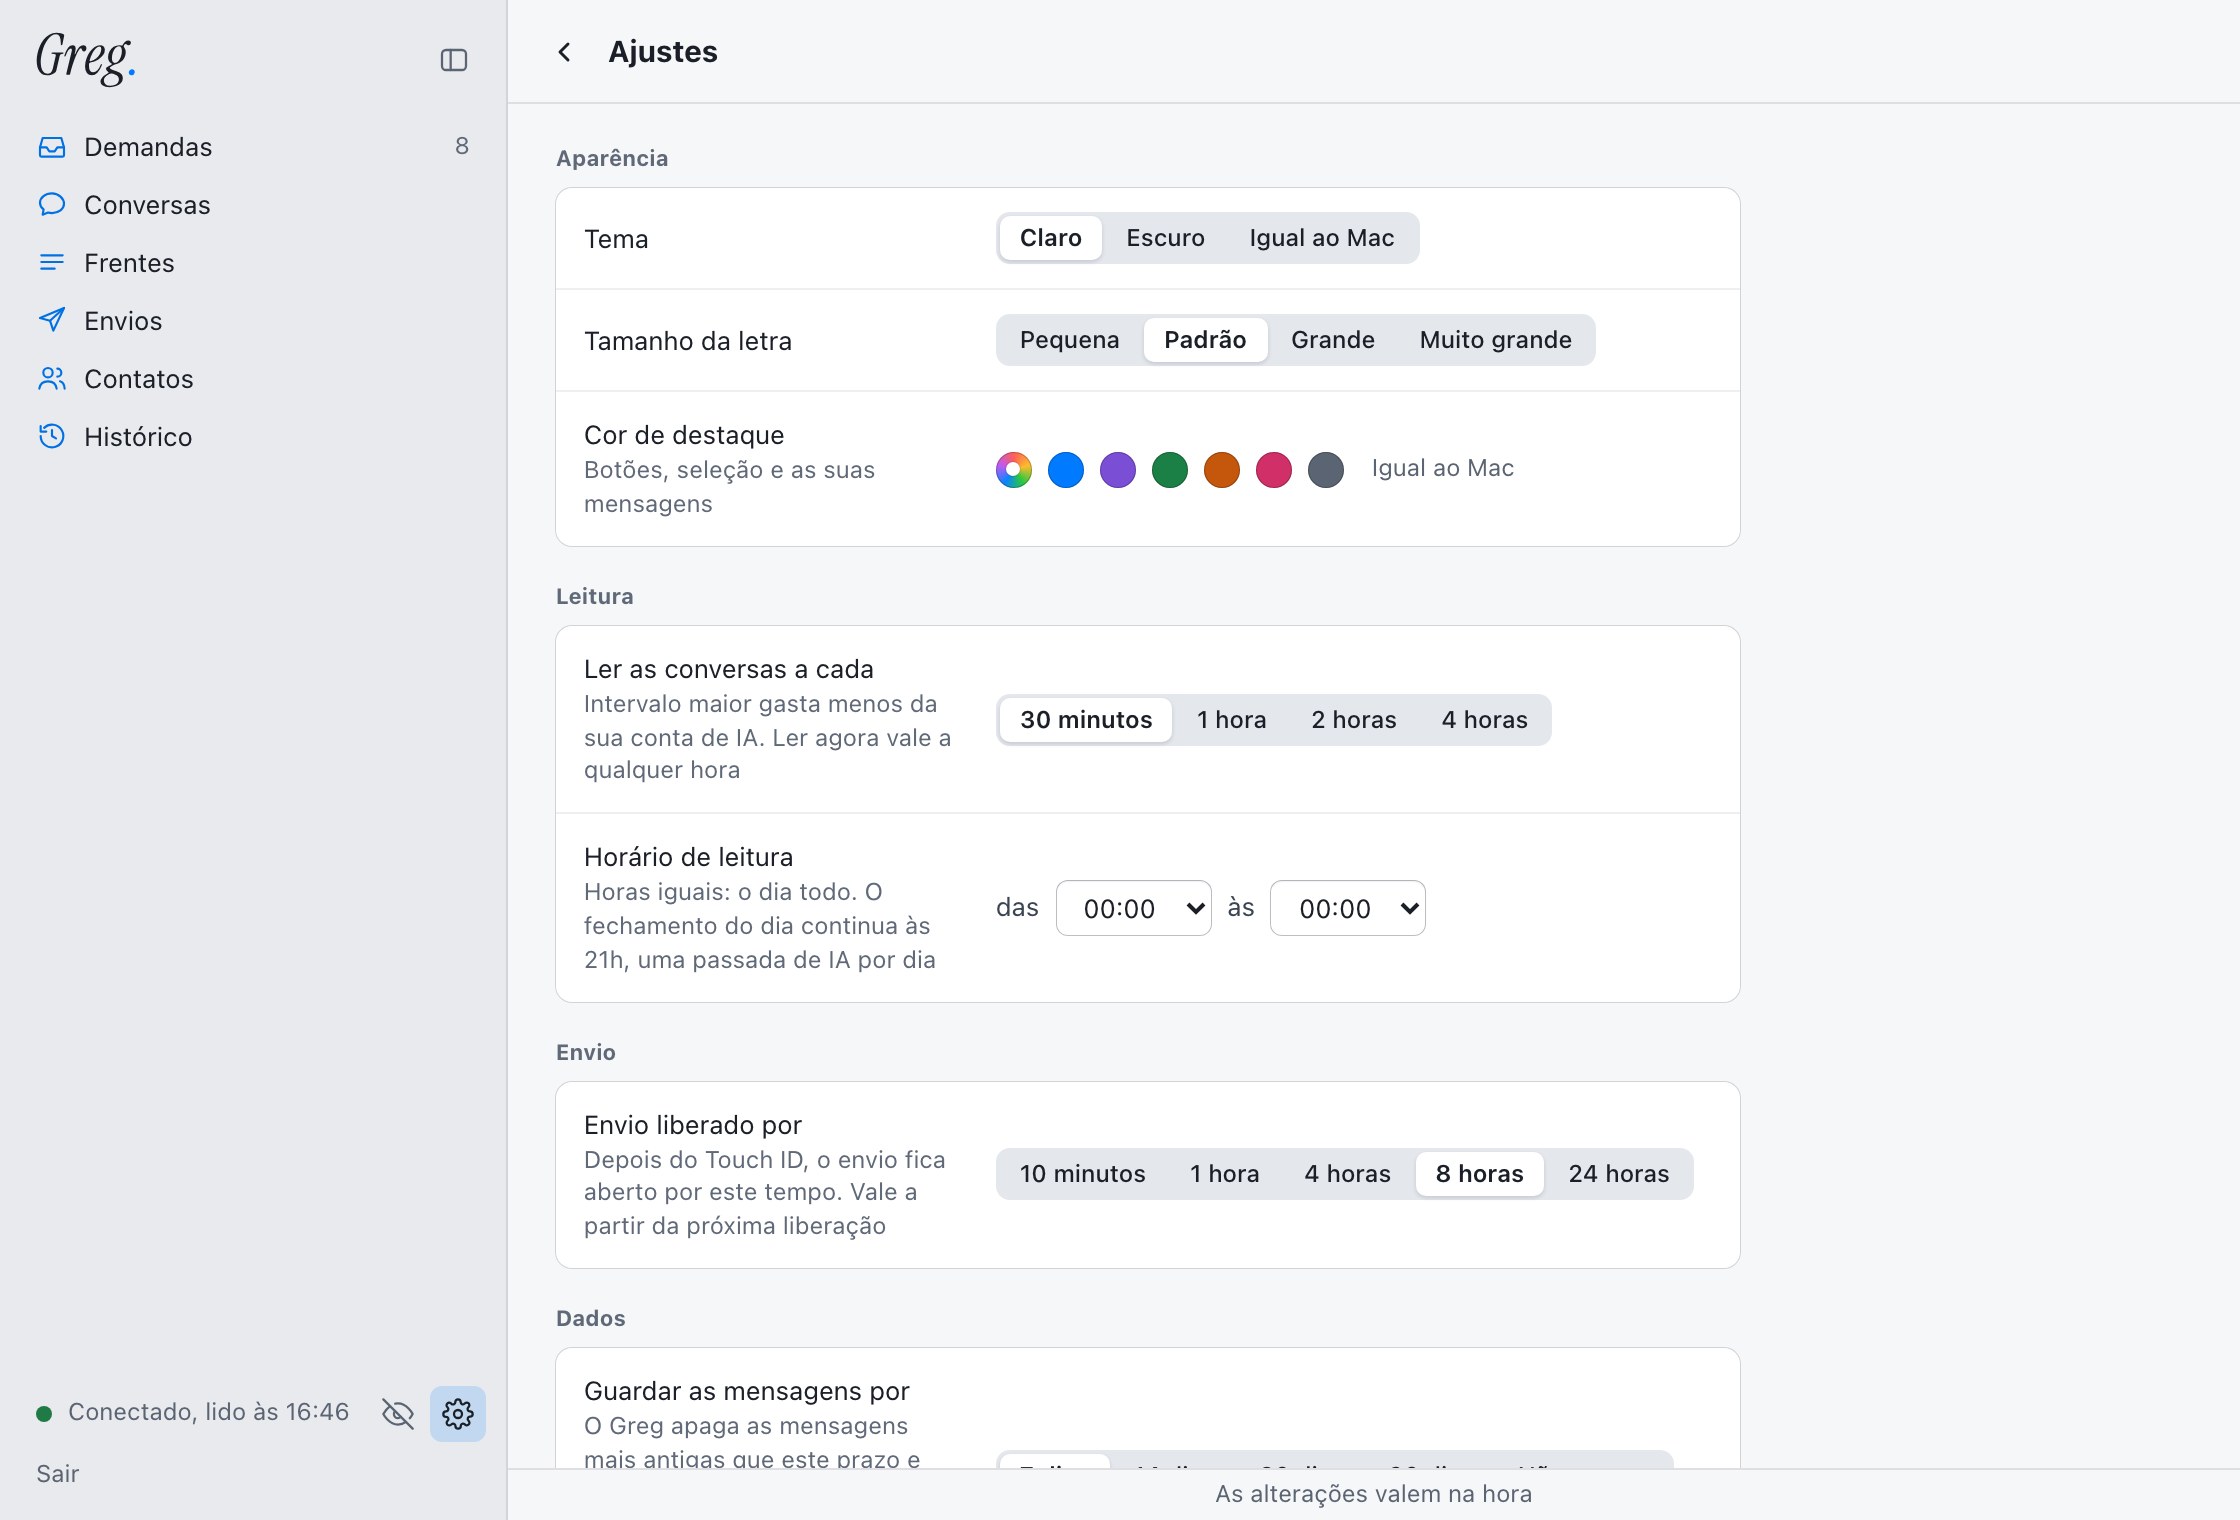 Greg.
Demandas 8
Conversas
Frentes
Envios
Contatos
Histórico
Conectado, lido às 16:46
Sair
Ajustes
Aparência
Tema
Claro Escuro Igual ao Mac
Tamanho da letra
Pequena Padrão Grande Muito grande
Cor de destaque
Botões, seleção e as suas
mensagens
Igual ao Mac
Leitura
Ler as conversas a cada
Intervalo maior gasta menos da
sua conta de IA. Ler agora vale a
qualquer hora
30 minutos 1 hora 2 horas 4 horas
Horário de leitura
Horas iguais: o dia todo. O
fechamento do dia continua às
21h, uma passada de IA por dia
das 00:00 às 00:00
Envio
Envio liberado por
Depois do Touch ID, o envio fica
aberto por este tempo. Vale a
partir da próxima liberação
10 minutos 1 hora 4 horas 8 horas 24 horas
Dados
Guardar as mensagens por
O Greg apaga as mensagens
mais antigas que este prazo e
As alterações valem na hora